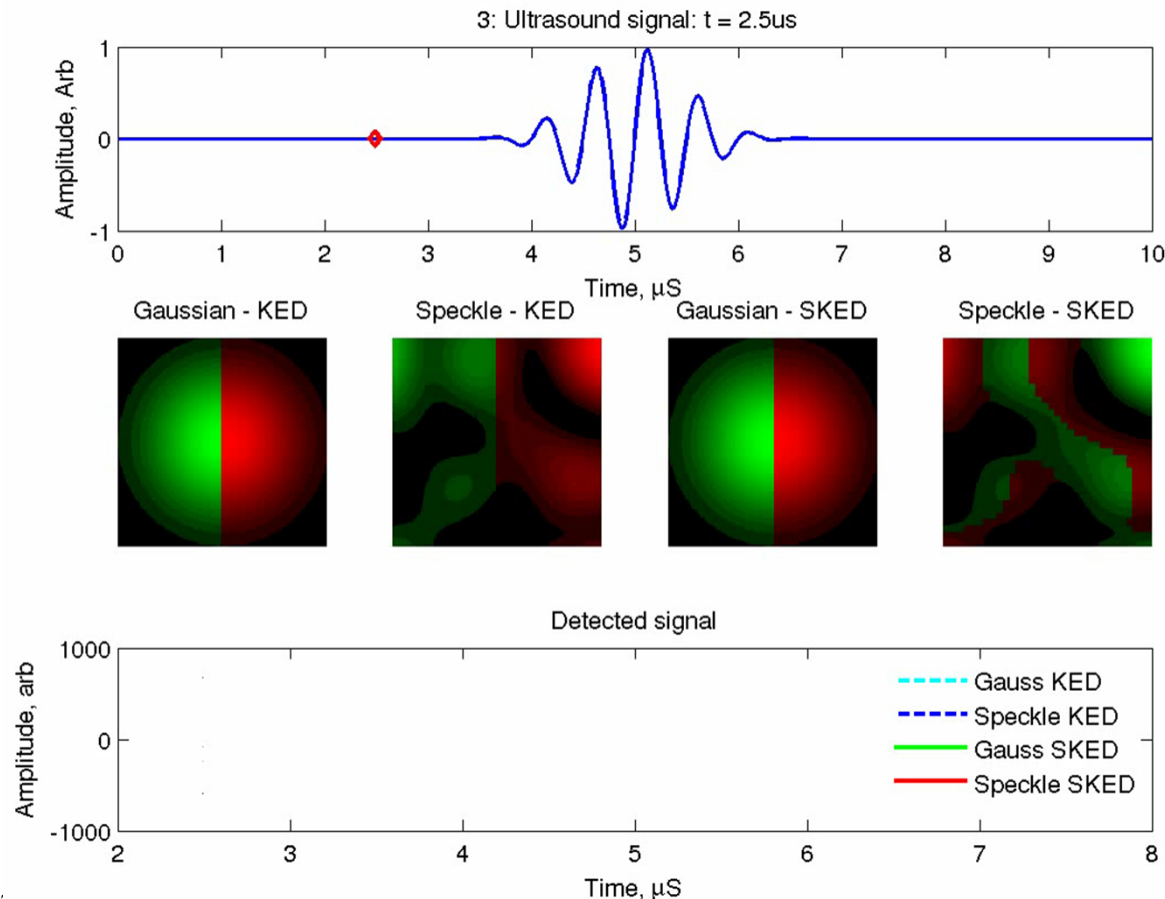 3: Ultrasound signal: t = 2.5us
Amplitude, Arb
1
0
-1
0 1 2 3 4 5 6 7 8 9 10
Time, µS
Gaussian - KED Speckle - KED Gaussian - SKED Speckle - SKED
Detected signal
Amplitude, arb
1000
0
-1000
Gauss KED
Speckle KED
Gauss SKED
Speckle SKED
2 3 4 5 6 7 8
Time, µS